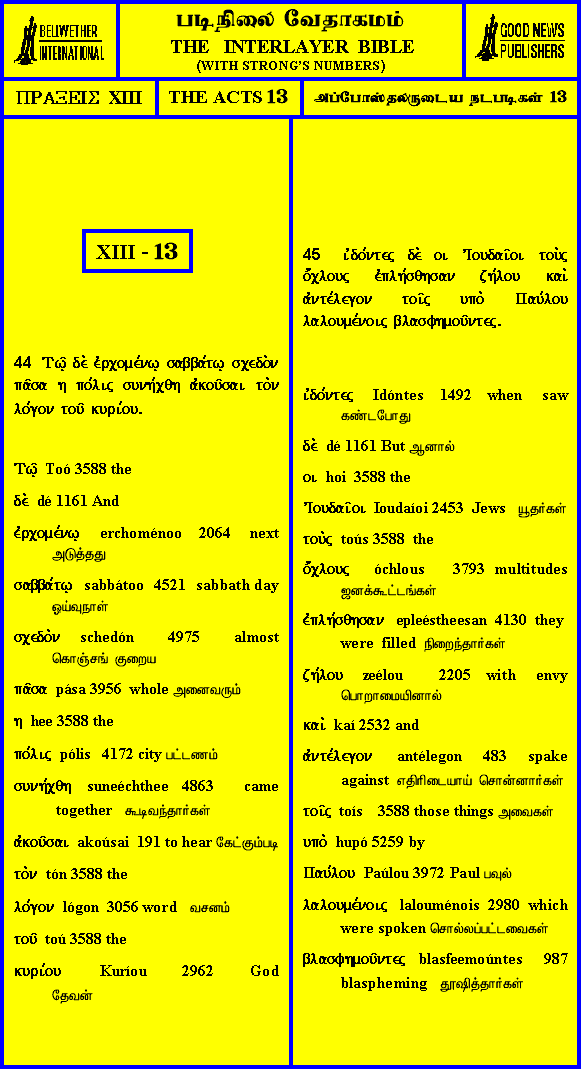 BELLWETHER
INTERNATIONAL
படிநிலை வேதாகமம்
THE INTERLAYER BIBLE
(WITH STRONG'S NUMBERS)
GOOD NEWS
PUBLISHERS
ΠΡΑΞΕΙΣ XIII
THE ACTS 13
அப்போஸ்தலருடைய நடபடிகள் 13
XIII - 13
44 Τῷ δὲ ἐρχομένῳ σαββάτῳ σχεδὸν
πᾶσα η πόλις συνήχθη ἀκοῦσαι τὸν
λόγον τοῦ κυρίου.
Τῷ Toó 3588 the
δὲ dé 1161 And
ἐρχομένῳ erchoménoo 2064 next
அடுத்தது
σαββάτῳ sabbátoo 4521 sabbath day
ஓய்வுநாள்
σχεδὸν schedón 4975 almost
கொஞ்சங் குறைய
πᾶσα pása 3956 whole அனைவரும்
η hee 3588 the
πόλις pólis 4172 city பட்டணம்
συνήχθη suneéchthee 4863 came
together கூடிவந்தார்கள்
ἀκοῦσαι akoúsai 191 to hear கேட்கும்படி
τὸν tón 3588 the
λόγον lógon 3056 word வசனம்
τοῦ toú 3588 the
κυρίου Kuríou 2962 God
தேவன்
45 ἰδόντες δὲ οι Ἰουδαῖοι τοὺς
ὄχλους ἐπλήσθησαν ζήλου καὶ
ἀντέλεγον τοῖς υπὸ Παύλου
λαλουμένοις βλασφημοῦντες.
ἰδόντες Idóntes 1492 when saw
கண்டபோது
δὲ dé 1161 But ஆனால்
οι hoi 3588 the
Ἰουδαῖοι Ioudaíoi 2453 Jews யூதர்கள்
τοὺς toús 3588 the
ὄχλους óchlous 3793 multitudes
ஜனக்கூட்டங்கள்
ἐπλήσθησαν epleéstheesan 4130 they
were filled நிறைந்தார்கள்
ζήλου zeélou 2205 with envy
பொறாமையினால்
καὶ kaí 2532 and
ἀντέλεγον antélegon 483 spake
against எதிரிடையாய் சொன்னார்கள்
τοῖς toís 3588 those things அவைகள்
υπὸ hupó 5259 by
Παύλου Paúlou 3972 Paul பவுல்
λαλουμένοις lalouménois 2980 which
were spoken சொல்லப்பட்டவைகள்
βλασφημοῦντες blasfeemoúntes 987
blaspheming தூஷித்தார்கள்